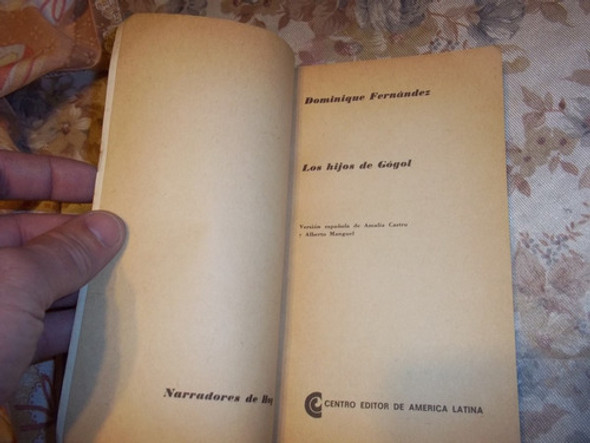 Narradores de Hoy
Dominique Fernández
Los hijos de Gógol
Versión española de Amalia Castro
y Alberto Manguel
CENTRO EDITOR DE AMERICA LATINA